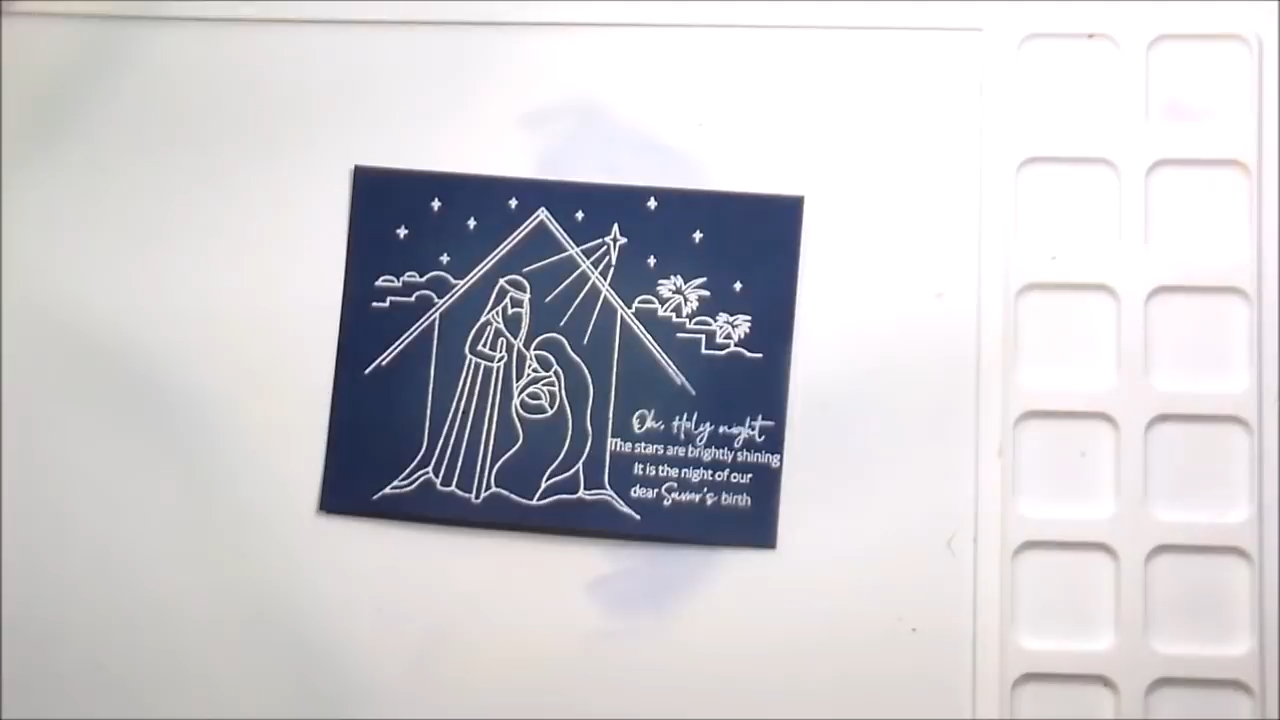 Oh, Holy night
The stars are brightly shining
It is the night of our
dear Savior's birth